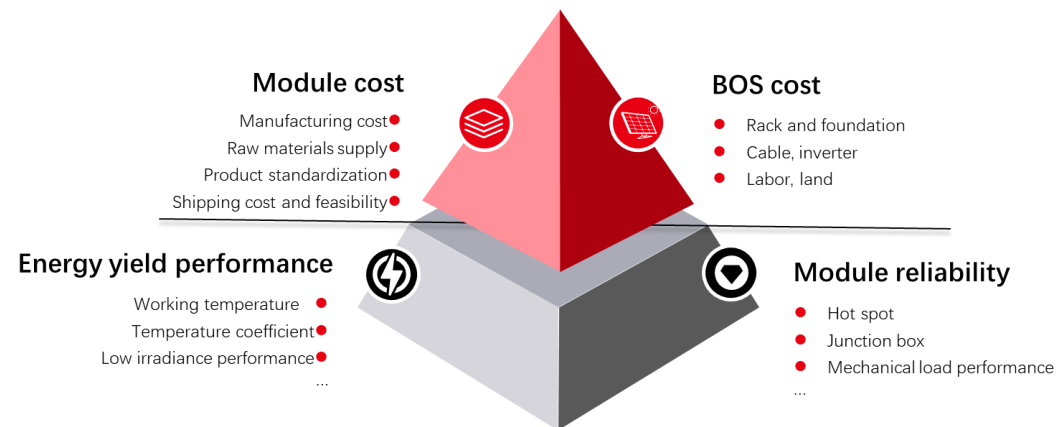 Module cost
Manufacturing cost
Raw materials supply
Product standardization
Shipping cost and feasibility
BOS cost
Rack and foundation
Cable, inverter
Labor, land
Energy yield performance
Working temperature
Temperature coefficient
Low irradiance performance
...
Module reliability
Hot spot
Junction box
Mechanical load performance
...